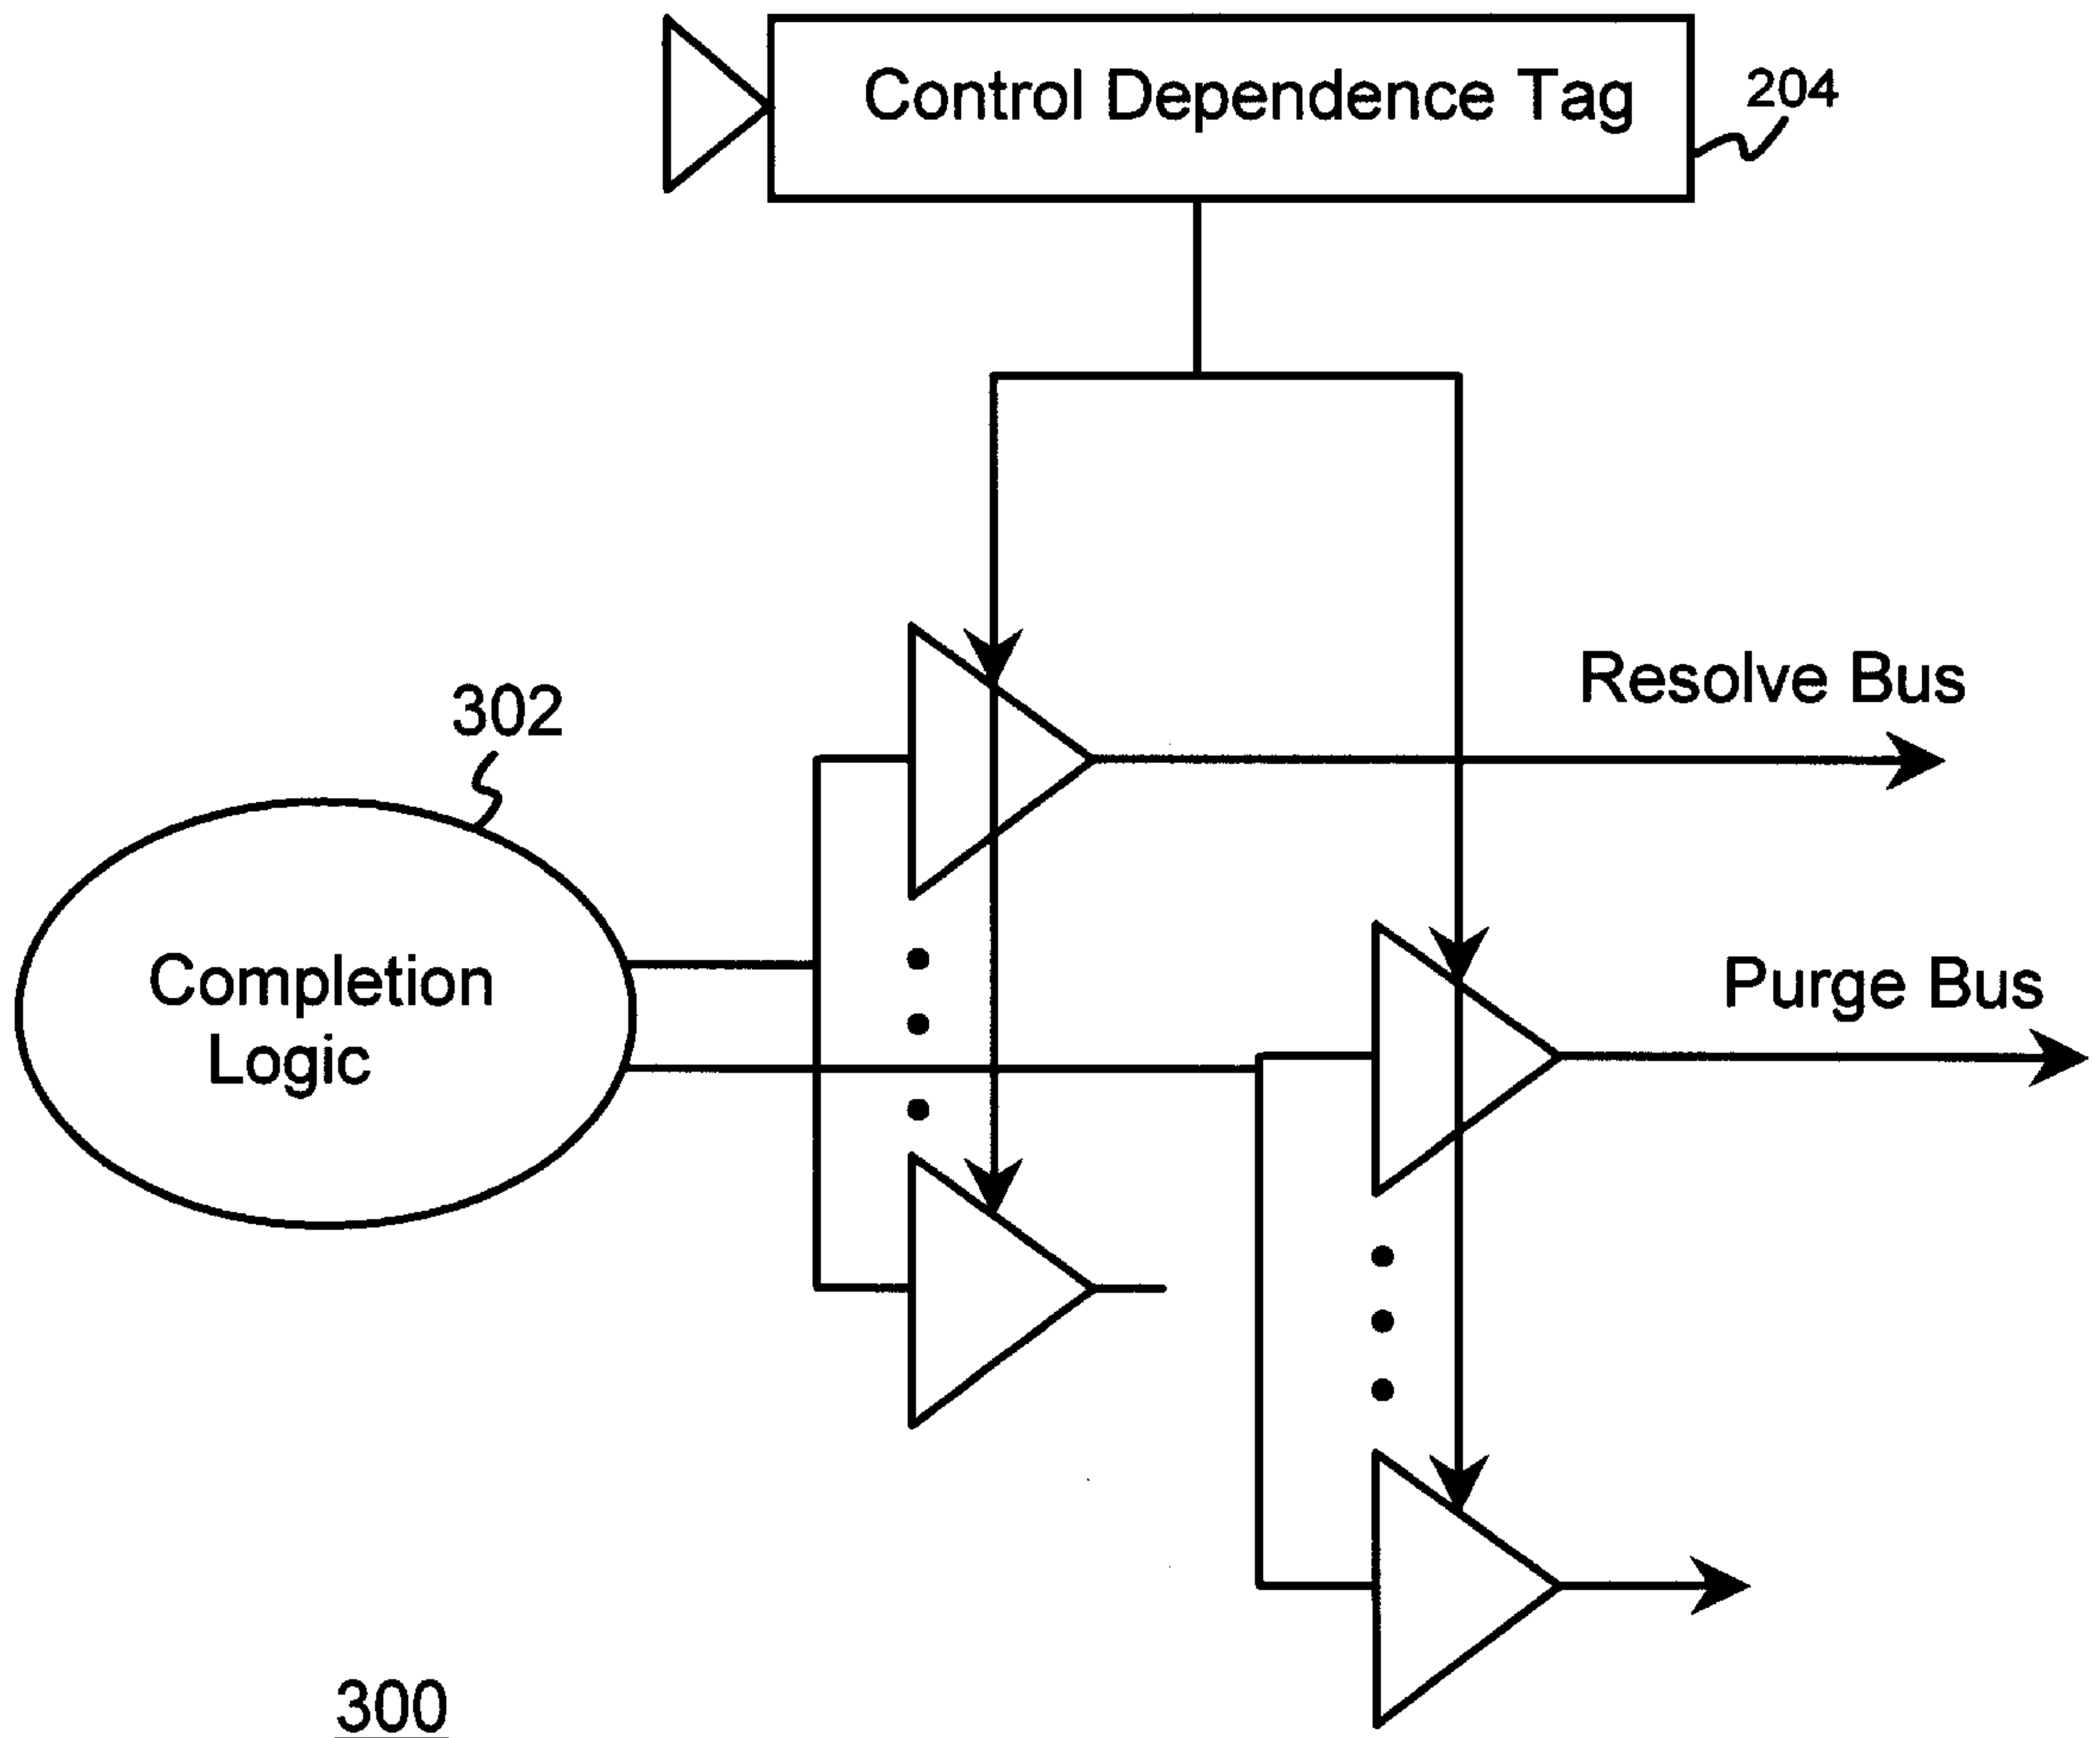 Control Dependence Tag
204
Resolve Bus
302
Purge Bus
Completion
Logic
300